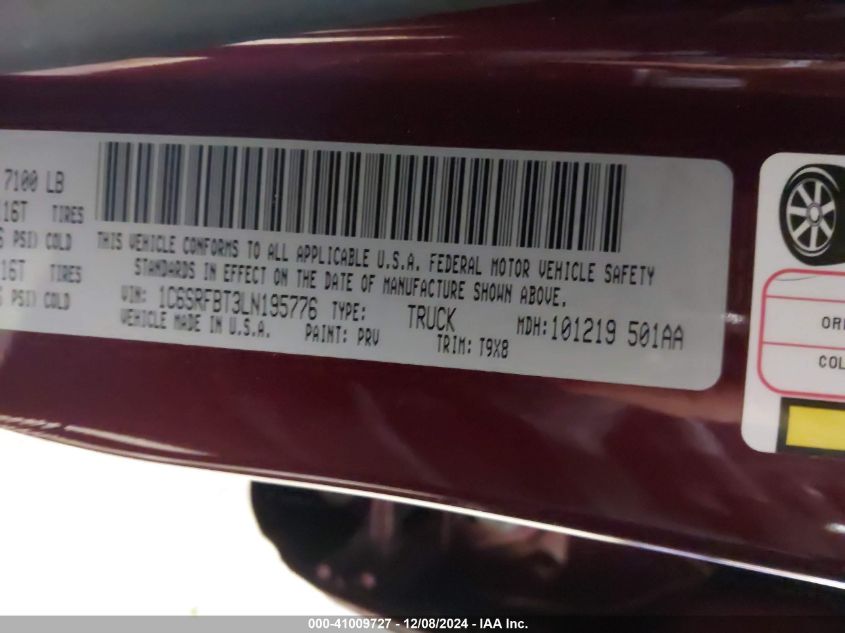 7100 LB
16T TIRES
PSI) COLD
16T TIRES
PSI) COLD
THIS VEHICLE CONFORMS TO ALL APPLICABLE U.S.A. FEDERAL MOTOR VEHICLE SAFETY
STANDARDS IN EFFECT ON THE DATE OF MANUFACTURE SHOWN ABOVE.
VIN: 1C6SRFBT3LN195776 TYPE: TRUCK MDH: 101219 501AA
VEHICLE MADE IN U.S.A. PAINT: PRV TRIM: T9X8
OR
COL
000-41009727 - 12/08/2024 - IAA Inc.